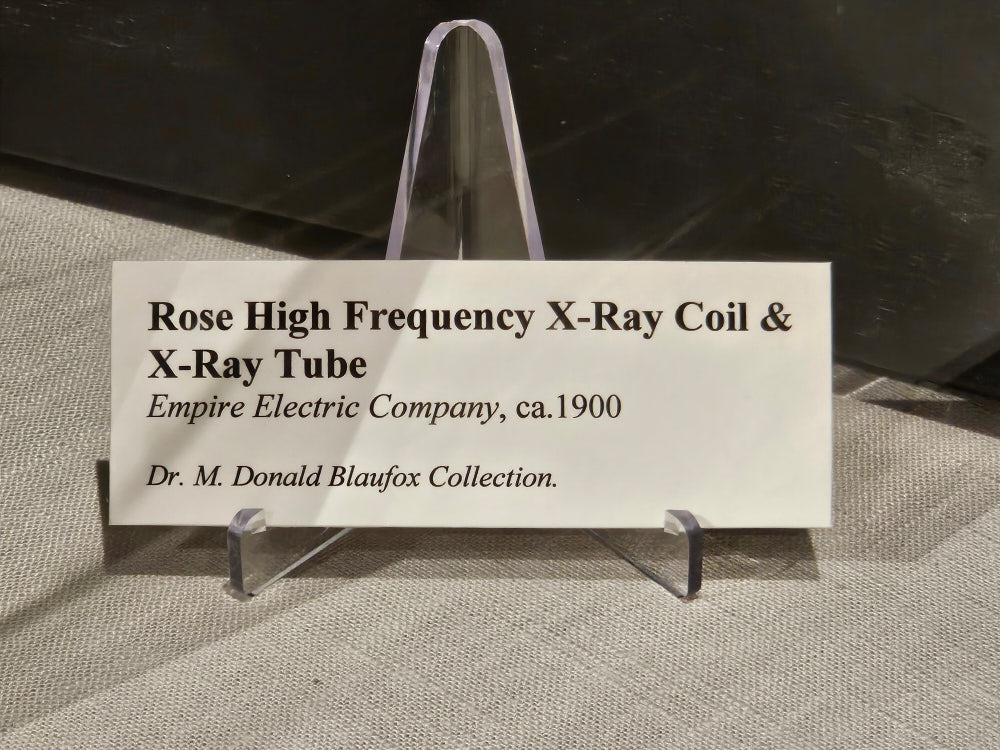 Rose High Frequency X-Ray Coil &
X-Ray Tube
Empire Electric Company, ca.1900
Dr. M. Donald Blaufox Collection.